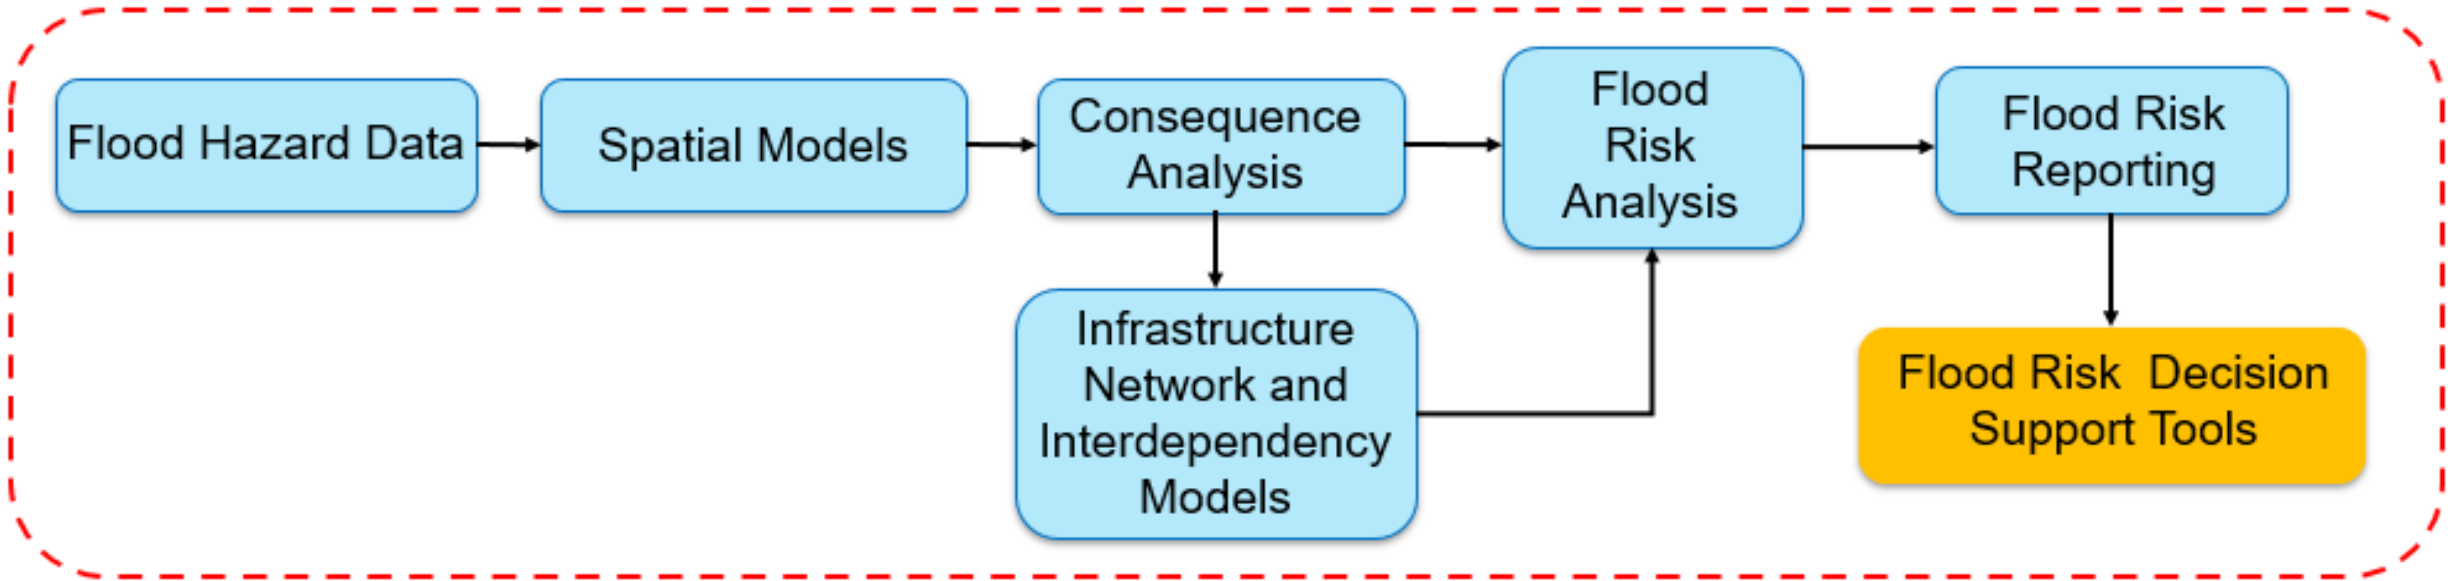 Flood Hazard Data
Spatial Models
Consequence
Analysis
Flood
Risk
Analysis
Flood Risk
Reporting
Infrastructure
Network and
Interdependency
Models
Flood Risk  Decision
Support Tools